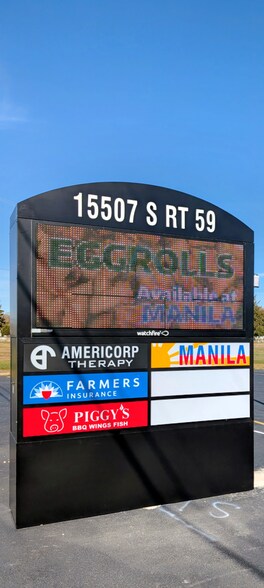 15507 S RT 59
EGGROLLS
Available at
MANILA
watchfire
AMERICORP
THERAPY
MANILA
FARMERS
INSURANCE
PIGGY'S
BBQ WINGS FISH